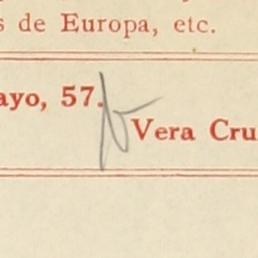 s de Europa, etc.
ayo, 57.
Vera Cru